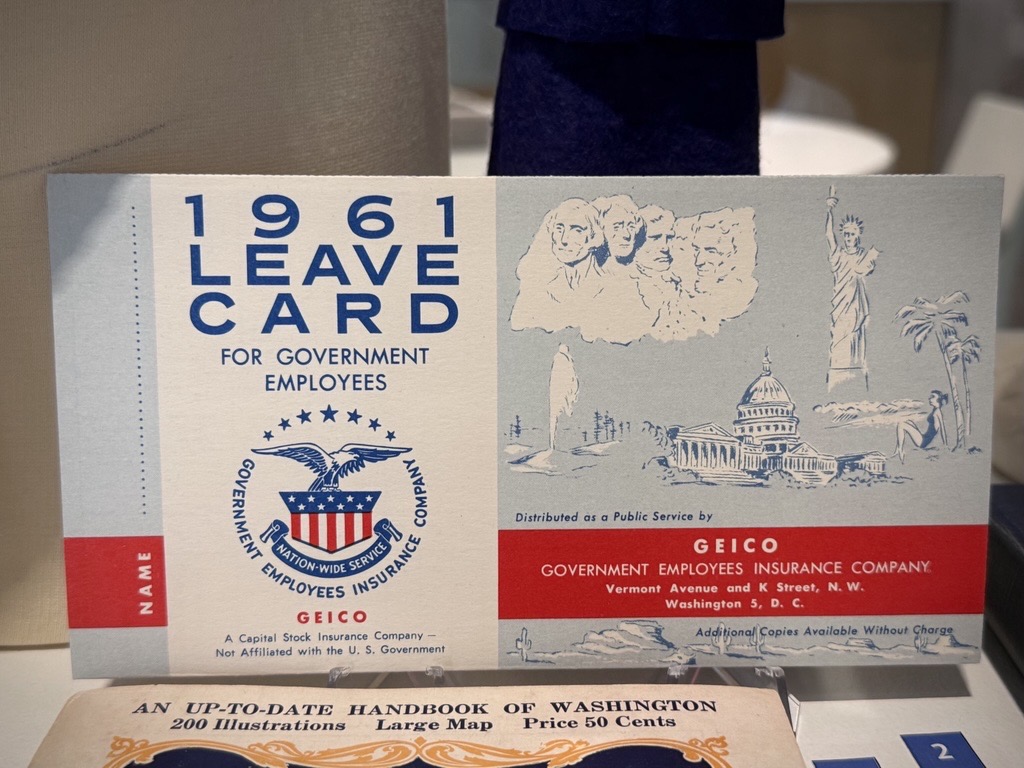 1961
LEAVE
CARD
FOR GOVERNMENT
EMPLOYEES
GOVERNMENT EMPLOYEES INSURANCE COMPANY
NATION-WIDE SERVICE
GEICO
A Capital Stock Insurance Company —
Not Affiliated with the U. S. Government
NAME
Distributed as a Public Service by
GEICO
GOVERNMENT EMPLOYEES INSURANCE COMPANY
Vermont Avenue and K Street, N. W.
Washington 5, D. C.
Additional Copies Available Without Charge
AN UP-TO-DATE HANDBOOK OF WASHINGTON
200 Illustrations Large Map Price 50 Cents
2